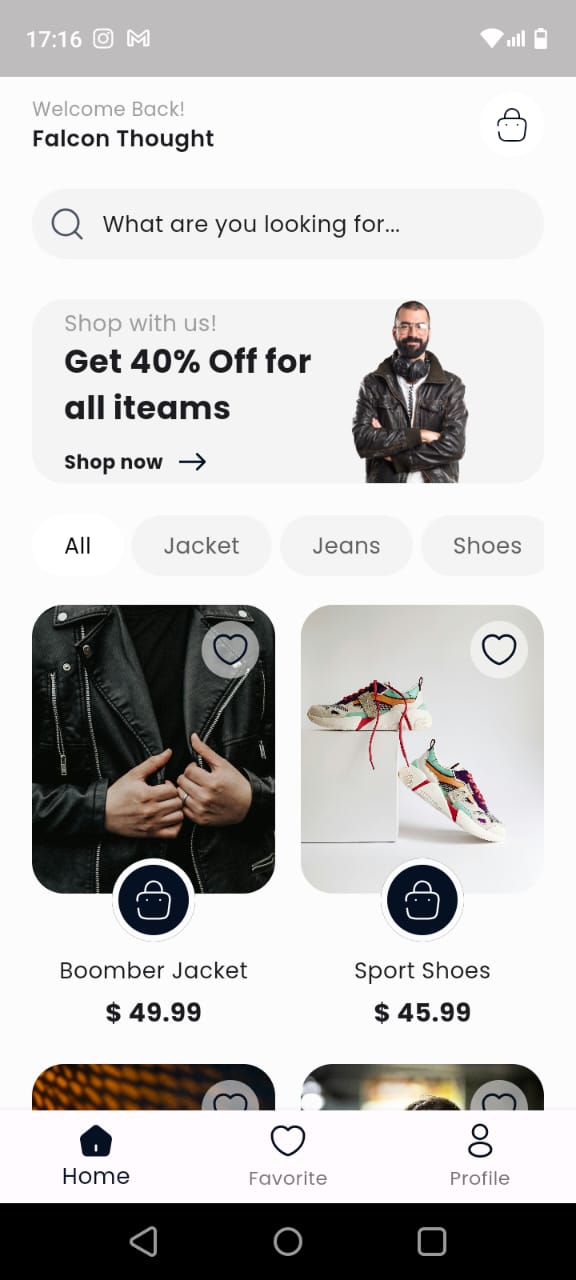 17:16
Welcome Back!
Falcon Thought
What are you looking for...
Shop with us!
Get 40% Off for
all iteams
Shop now
All Jacket Jeans Shoes
Boomber Jacket Sport Shoes
$ 49.99 $ 45.99
Home Favorite Profile